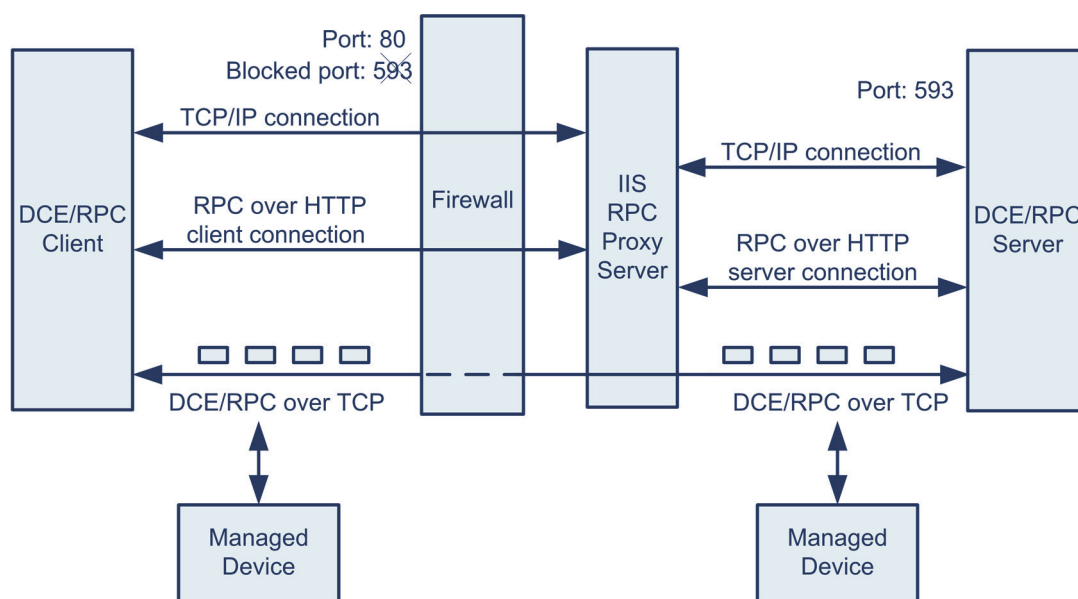 Port: 80
Blocked port: 593
Port: 593
TCP/IP connection
TCP/IP connection
DCE/RPC
Client
RPC over HTTP
client connection
Firewall
IIS
RPC
Proxy
Server
RPC over HTTP
server connection
DCE/RPC
Server
DCE/RPC over TCP
DCE/RPC over TCP
Managed
Device
Managed
Device